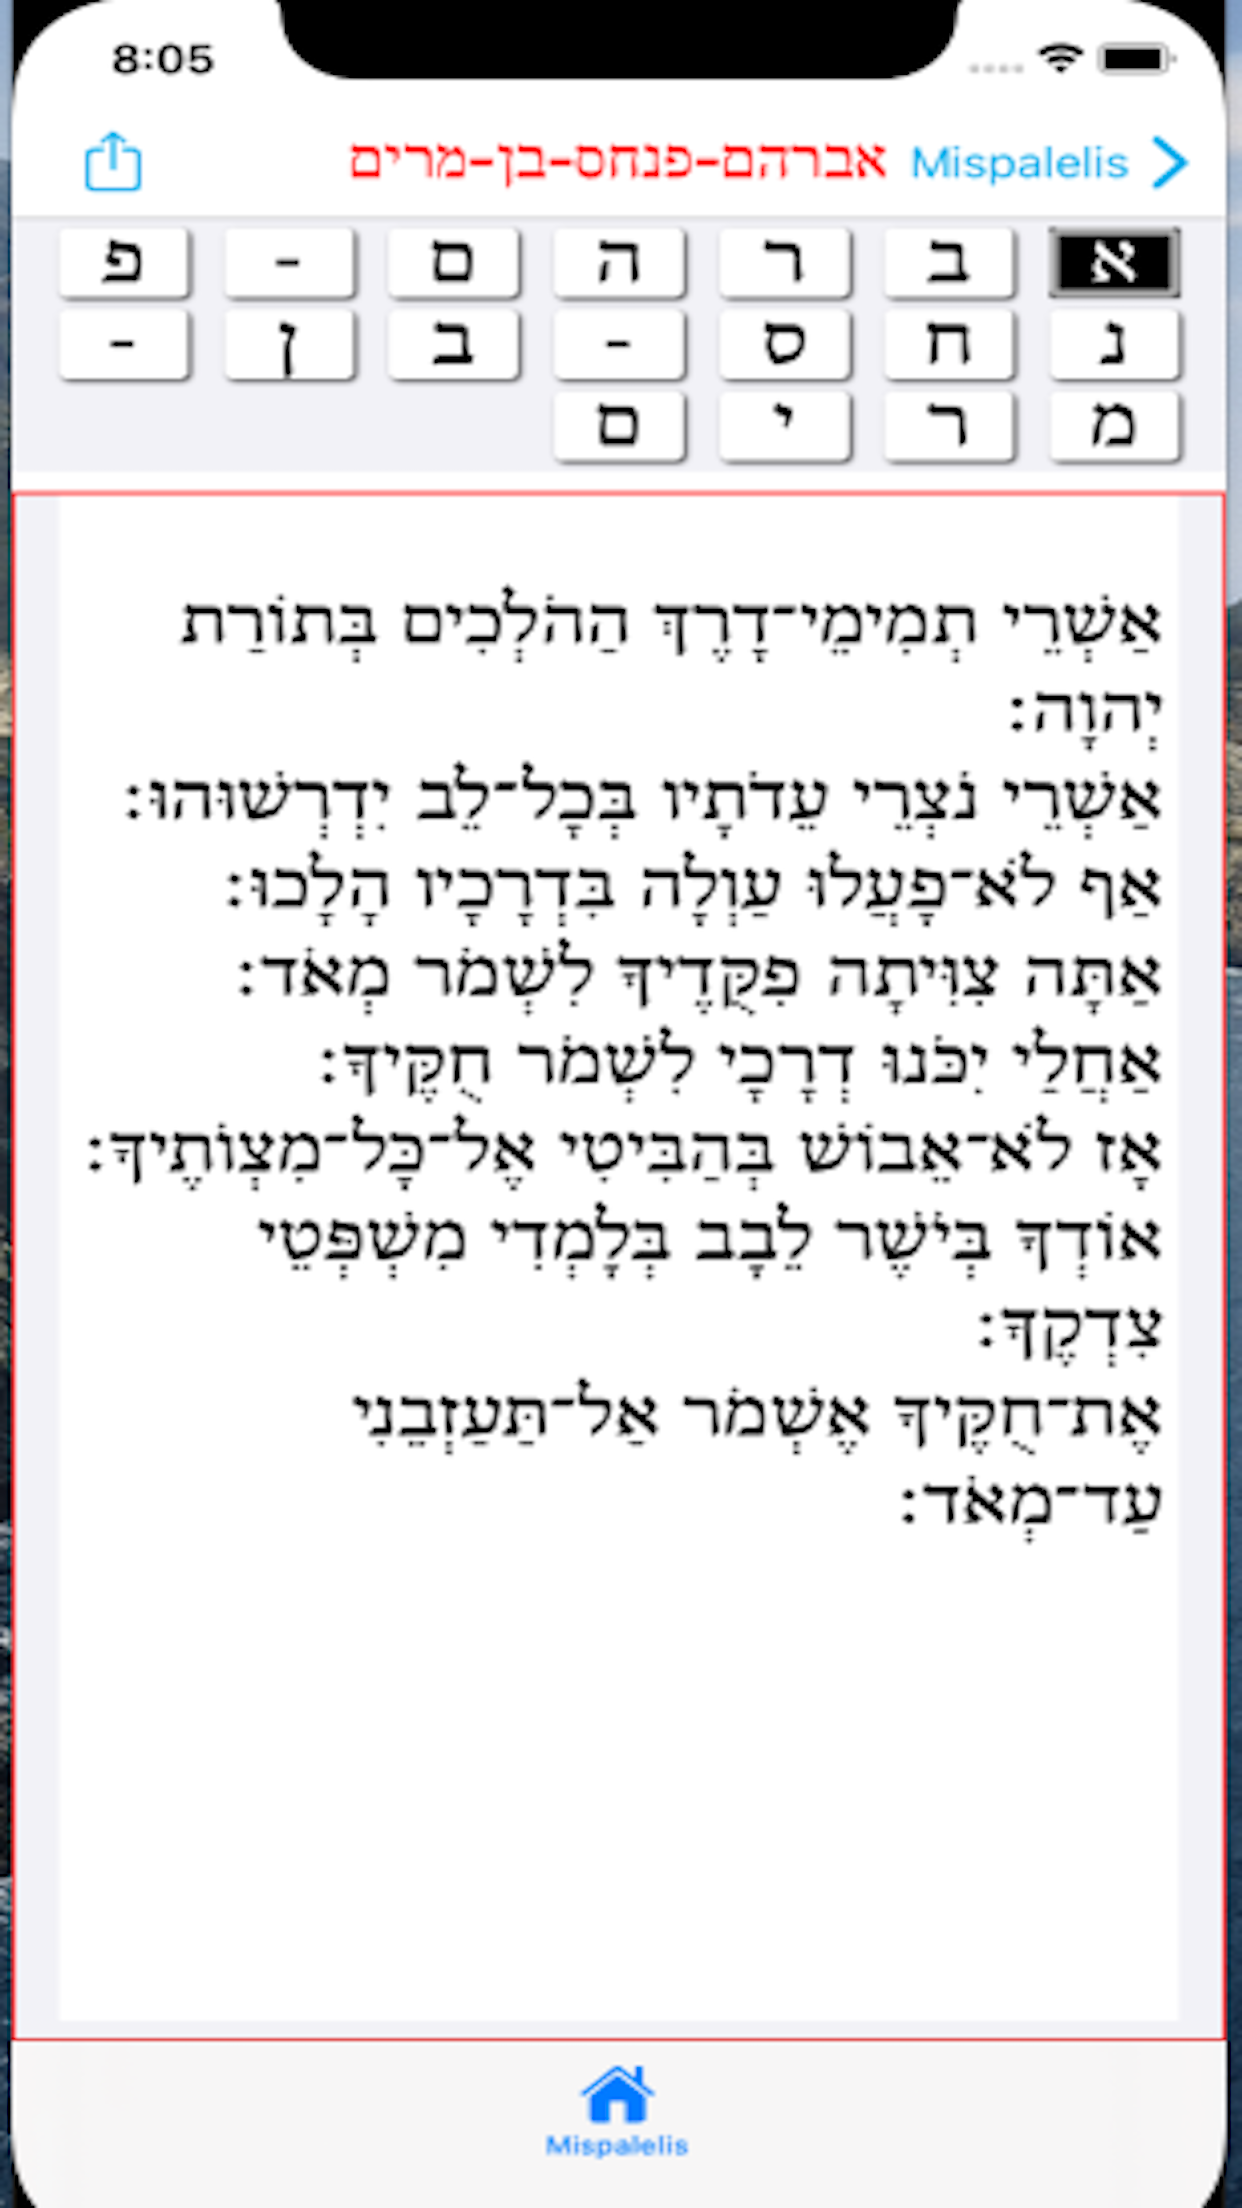 8:05
Mispalelis אברהם-פנחס-בן-מרים
א ב ר ה ם - פ
נ ח ס - ב ן -
מ ר י ם
אַשְׁרֵי תְמִימֵי־דָרֶךְ הַהֹלְכִים בְּתוֹרַת
יְהוָה׃
אַשְׁרֵי נֹצְרֵי עֵדֹתָיו בְּכָל־לֵב יִדְרְשׁוּהוּ׃
אַף לֹא־פָעֲלוּ עַוְלָה בִּדְרָכָיו הָלָכוּ׃
אַתָּה צִוִּיתָה פִקֻּדֶיךָ לִשְׁמֹר מְאֹד׃
אַחֲלַי יִכֹּנוּ דְרָכָי לִשְׁמֹר חֻקֶּיךָ׃
אָז לֹא־אֵבוֹשׁ בְּהַבִּיטִי אֶל־כָּל־מִצְוֹתֶיךָ׃
אוֹדְךָ בְּיֹשֶׁר לֵבָב בְּלָמְדִי מִשְׁפְּטֵי
צִדְקֶךָ׃
אֶת־חֻקֶּיךָ אֶשְׁמֹר אַל־תַּעַזְבֵנִי
עַד־מְאֹד׃
Mispalelis